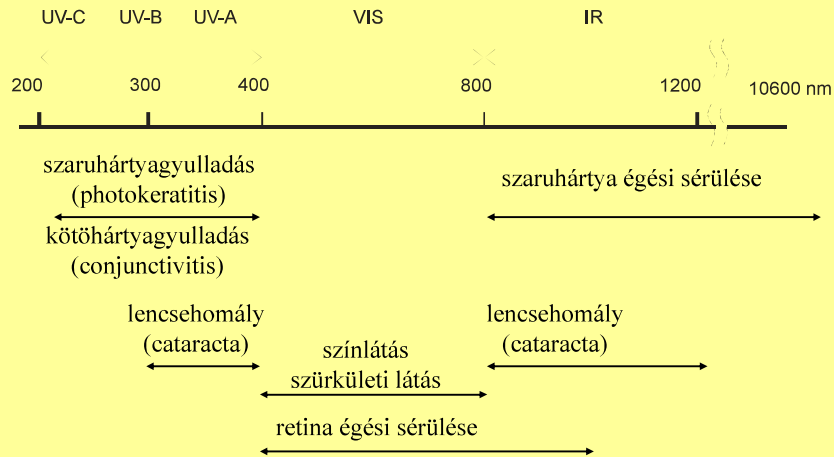 UV-C UV-B UV-A VIS IR
200 300 400 800 1200 10600 nm
szaruhártyagyulladás
(photokeratitis)
szaruhártya égési sérülése
kötöhártyagyulladás
(conjunctivitis)
lencsehomály
(cataracta)
lencsehomály
(cataracta)
színlátás
szürkületi látás
retina égési sérülése